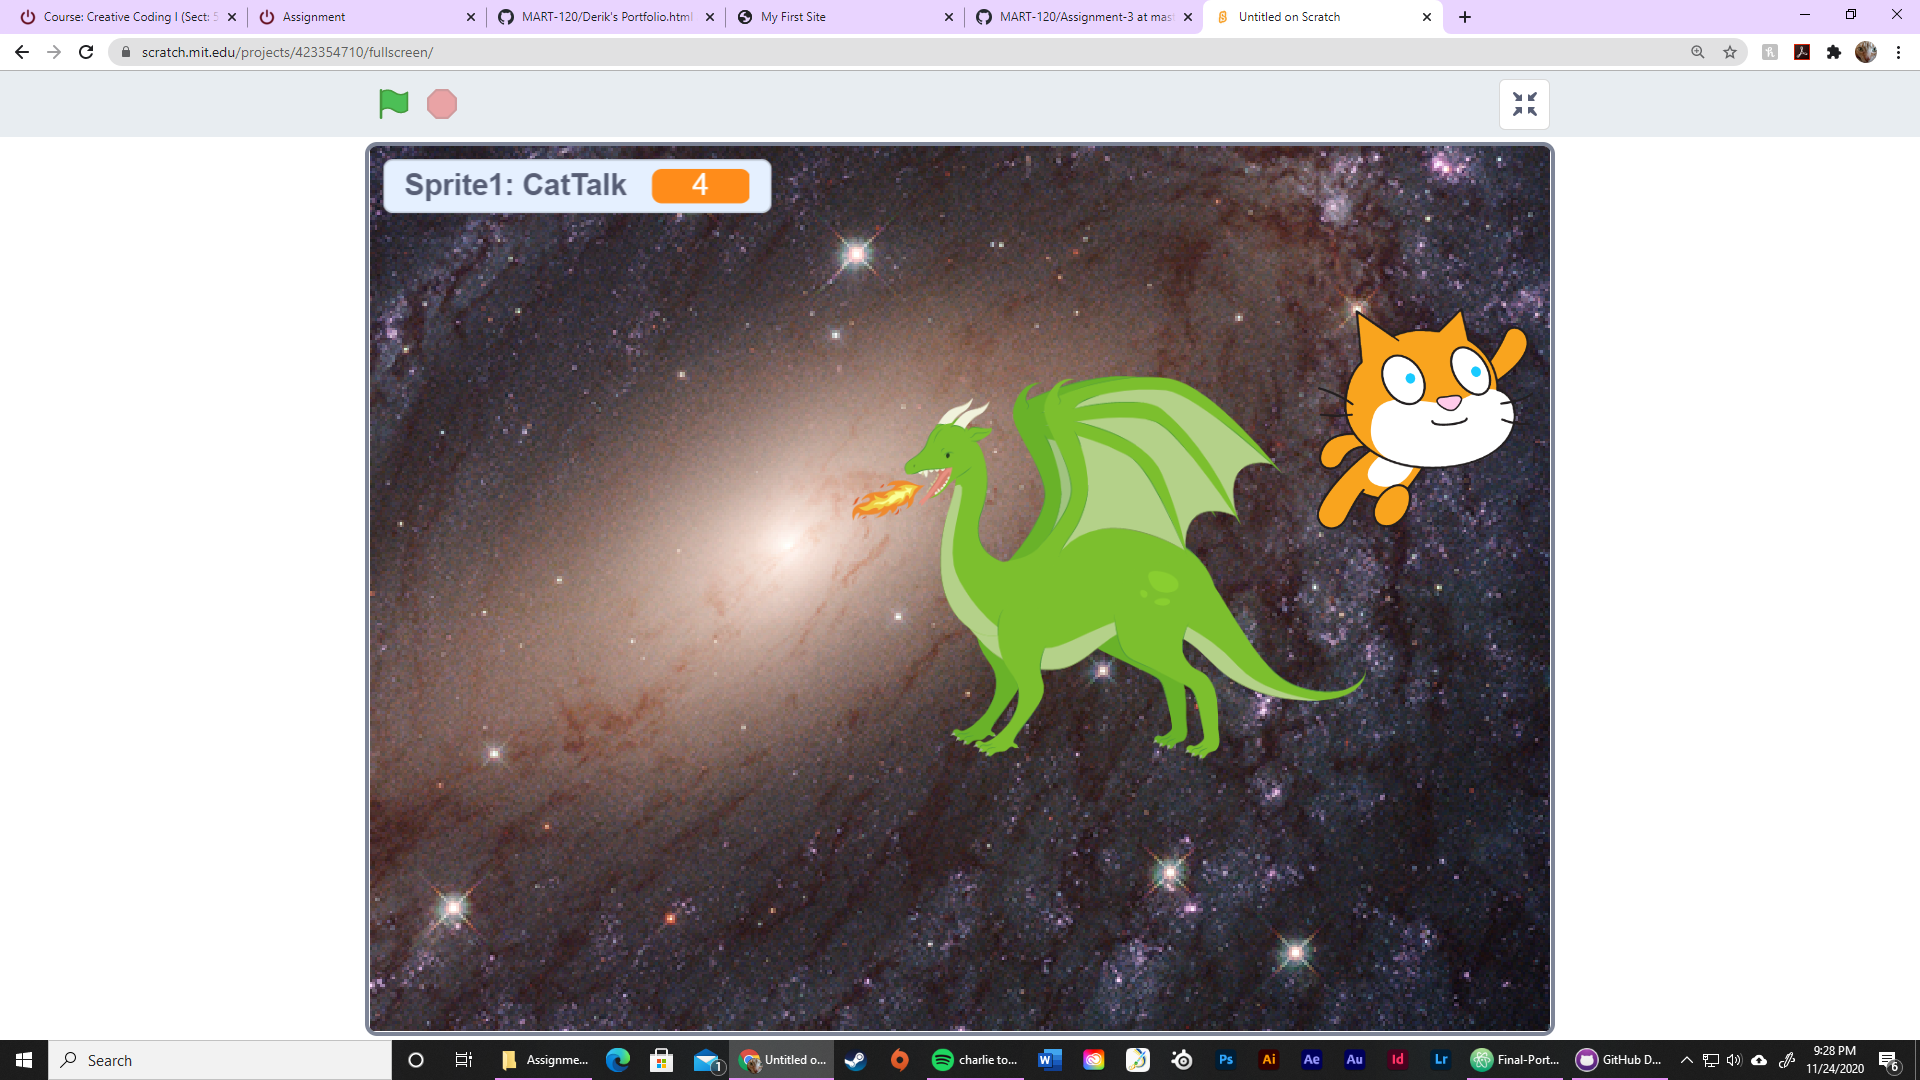 Course: Creative Coding I (Sect: 5
Assignment
MART-120/Derik's Portfolio.html
My First Site
MART-120/Assignment-3 at mas
Untitled on Scratch
scratch.mit.edu/projects/423354710/fullscreen/
Sprite1: CatTalk 4
Search
Assignme...
1
Untitled o...
charlie to...
Ps
Ai
Ae
Au
Id
Lr
Final-Port...
GitHub D...
9:28 PM
11/24/2020
6